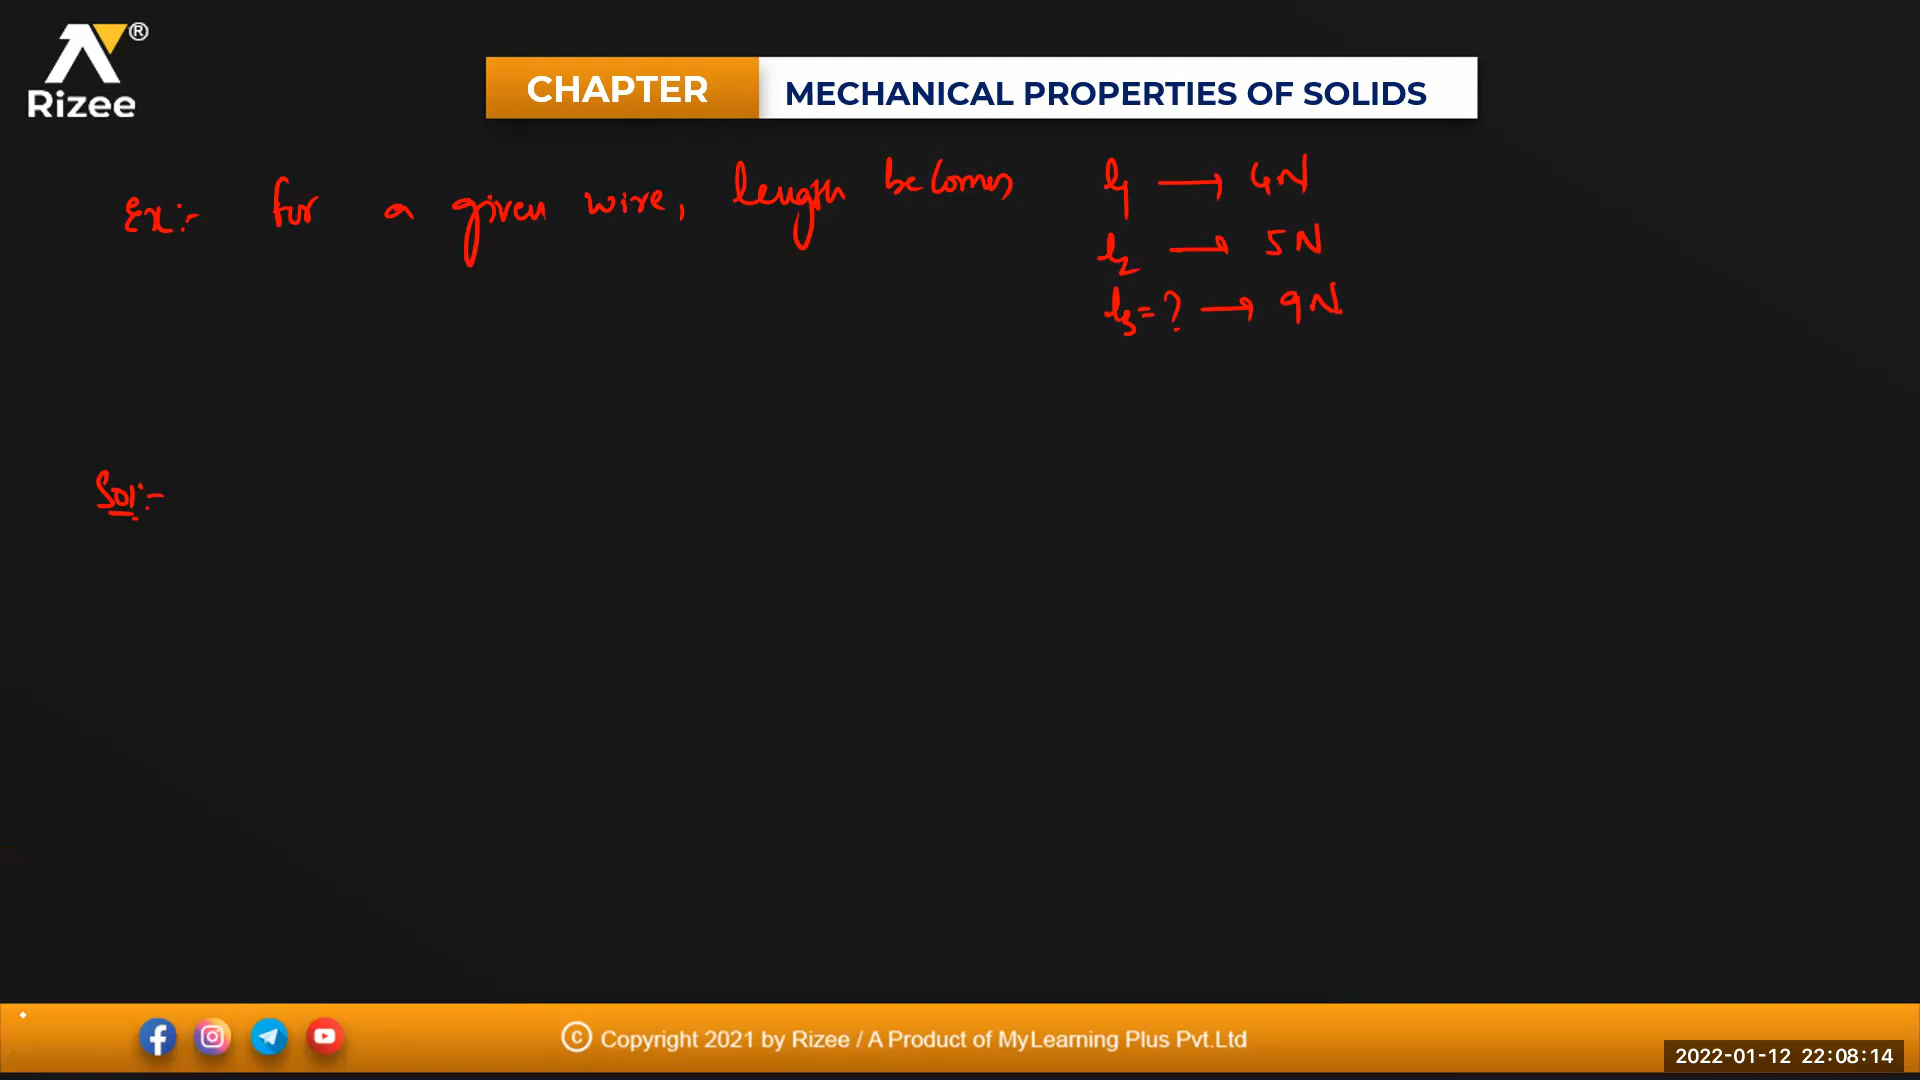 Rizee®
CHAPTER MECHANICAL PROPERTIES OF SOLIDS
Ex:- for a given wire, length becomes l₁ → 4N
l₂ → 5N
l₃ = ? → 9N
Sol:-
© Copyright 2021 by Rizee / A Product of MyLearning Plus Pvt.Ltd
2022-01-12 22:08:14